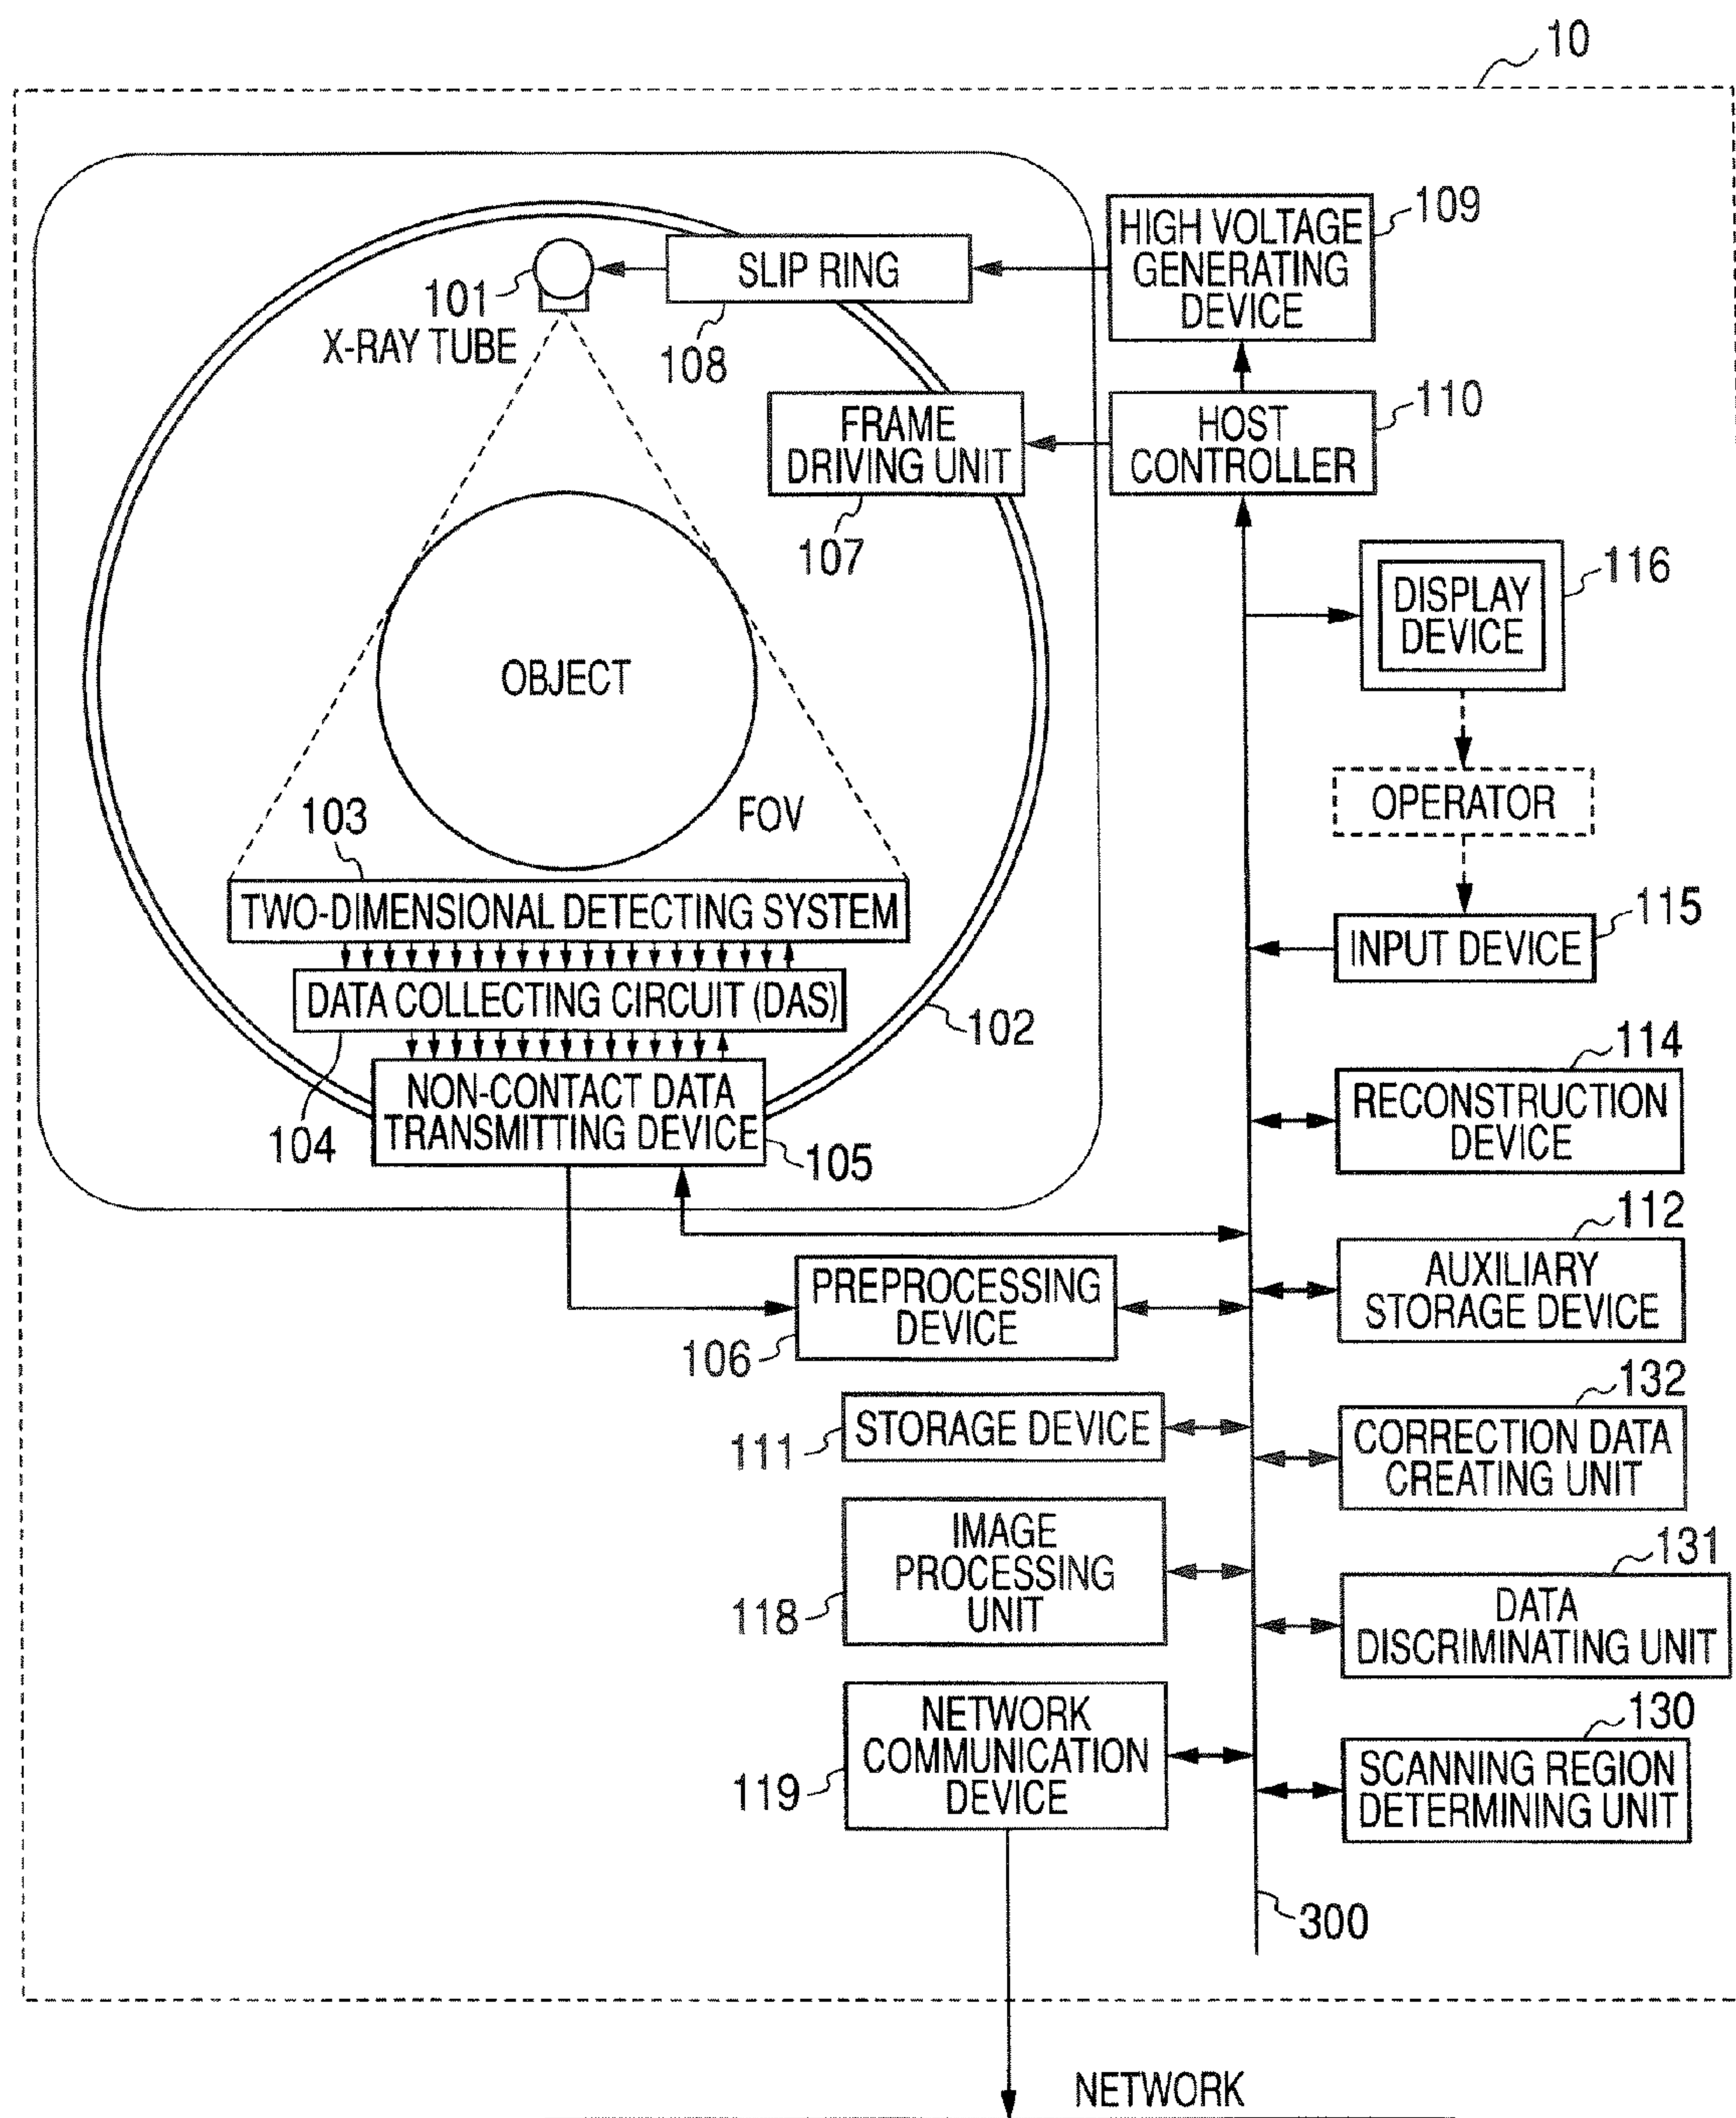 10
HIGH VOLTAGE
GENERATING
DEVICE
109
SLIP RING
101
X-RAY TUBE
108
FRAME
DRIVING UNIT
107
HOST
CONTROLLER
110
DISPLAY
DEVICE
116
OBJECT
FOV
OPERATOR
103
TWO-DIMENSIONAL DETECTING SYSTEM
INPUT DEVICE
115
DATA COLLECTING CIRCUIT (DAS)
102
104
NON-CONTACT DATA
TRANSMITTING DEVICE
105
114
RECONSTRUCTION
DEVICE
112
AUXILIARY
STORAGE DEVICE
PREPROCESSING
DEVICE
106
132
CORRECTION DATA
CREATING UNIT
STORAGE DEVICE
111
IMAGE
PROCESSING
UNIT
118
131
DATA
DISCRIMINATING UNIT
NETWORK
COMMUNICATION
DEVICE
119
130
SCANNING REGION
DETERMINING UNIT
300
NETWORK